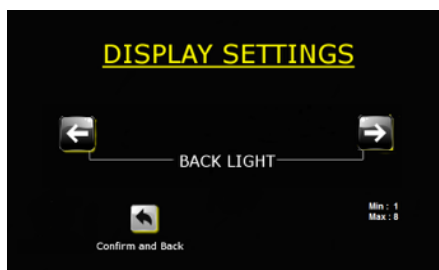 DISPLAY SETTINGS
BACK LIGHT
Min : 1
Max : 8
Confirm and Back